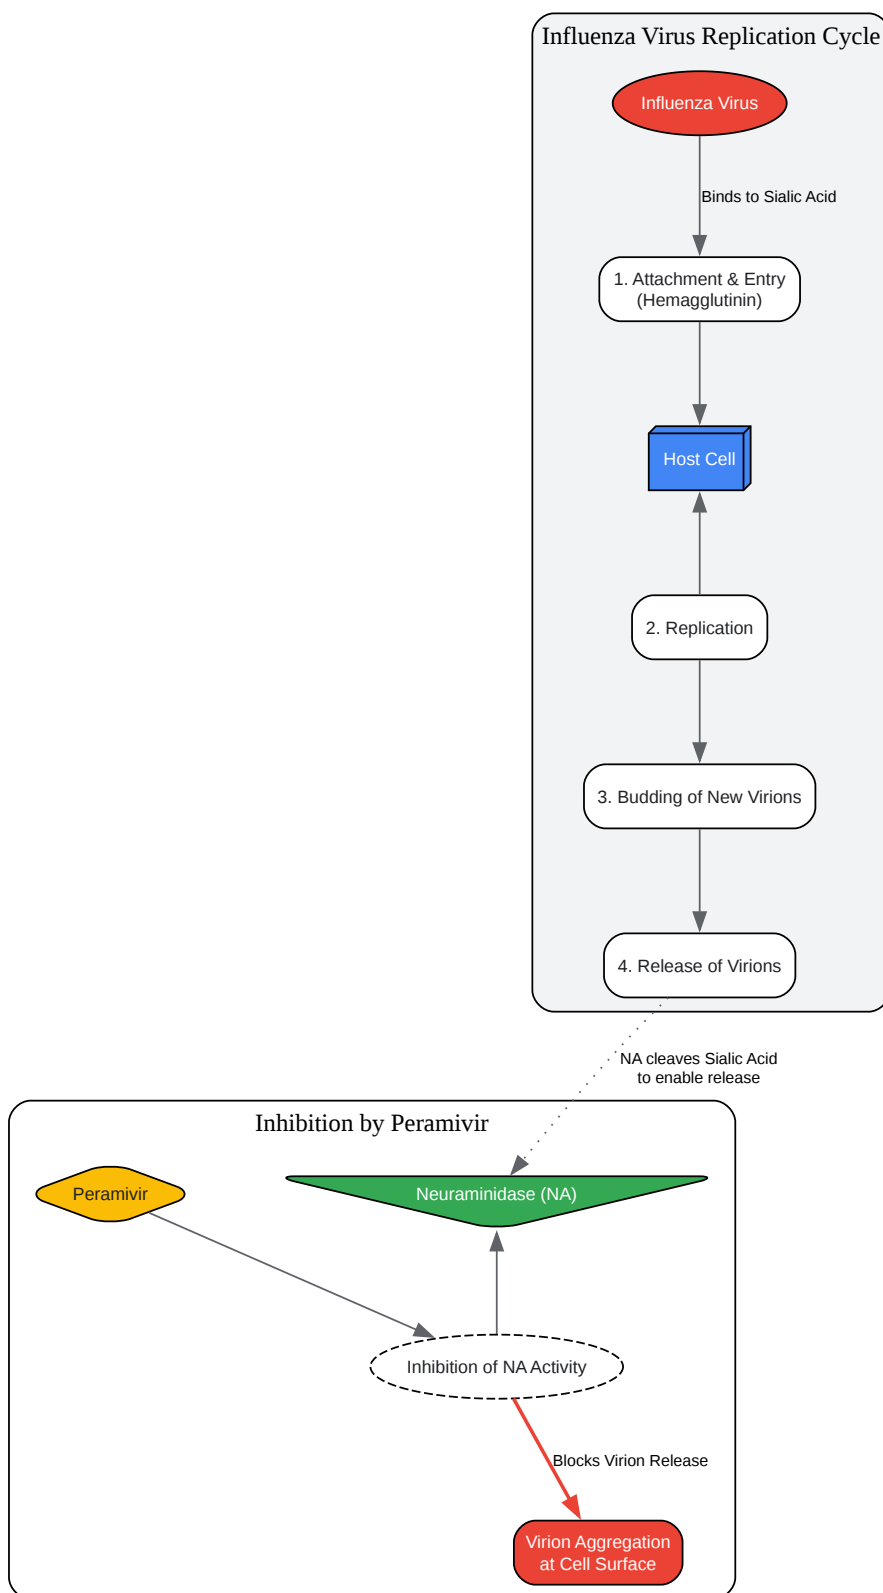 Influenza Virus Replication Cycle
Influenza Virus
Binds to Sialic Acid
1. Attachment & Entry
(Hemagglutinin)
Host Cell
2. Replication
3. Budding of New Virions
4. Release of Virions
NA cleaves Sialic Acid
to enable release
Inhibition by Peramivir
Peramivir
Neuraminidase (NA)
Inhibition of NA Activity
Blocks Virion Release
Virion Aggregation
at Cell Surface